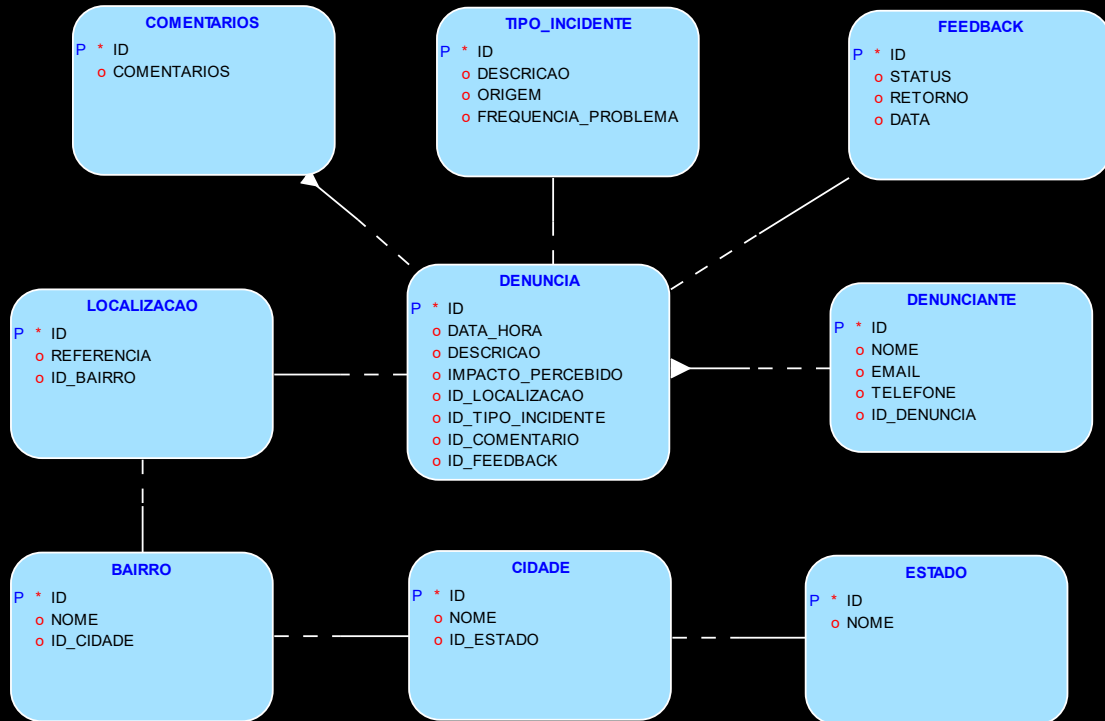 COMENTARIOS
P * ID
o COMENTARIOS
TIPO_INCIDENTE
P * ID
o DESCRICAO
o ORIGEM
o FREQUENCIA_PROBLEMA
FEEDBACK
P * ID
o STATUS
o RETORNO
o DATA
LOCALIZACAO
P * ID
o REFERENCIA
o ID_BAIRRO
DENUNCIA
P * ID
o DATA_HORA
o DESCRICAO
o IMPACTO_PERCEBIDO
o ID_LOCALIZACAO
o ID_TIPO_INCIDENTE
o ID_COMENTARIO
o ID_FEEDBACK
DENUNCIANTE
P * ID
o NOME
o EMAIL
o TELEFONE
o ID_DENUNCIA
BAIRRO
P * ID
o NOME
o ID_CIDADE
CIDADE
P * ID
o NOME
o ID_ESTADO
ESTADO
P * ID
o NOME